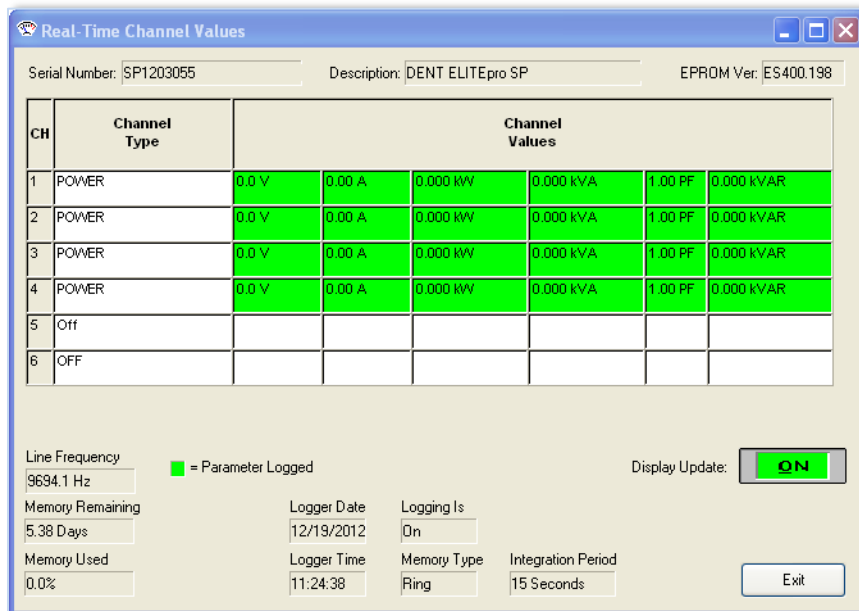 Real-Time Channel Values
Serial Number: SP1203055 Description: DENT ELITEpro SP EPROM Ver: ES400.198
CH Channel Type Channel Values
1 POWER 0.0 V 0.00 A 0.000 kW 0.000 kVA 1.00 PF 0.000 kVAR
2 POWER 0.0 V 0.00 A 0.000 kW 0.000 kVA 1.00 PF 0.000 kVAR
3 POWER 0.0 V 0.00 A 0.000 kW 0.000 kVA 1.00 PF 0.000 kVAR
4 POWER 0.0 V 0.00 A 0.000 kW 0.000 kVA 1.00 PF 0.000 kVAR
5 Off
6 OFF
Line Frequency
9694.1 Hz
= Parameter Logged
Display Update: ON
Memory Remaining Logger Date Logging Is
5.38 Days 12/19/2012 On
Memory Used Logger Time Memory Type Integration Period
0.0% 11:24:38 Ring 15 Seconds
Exit